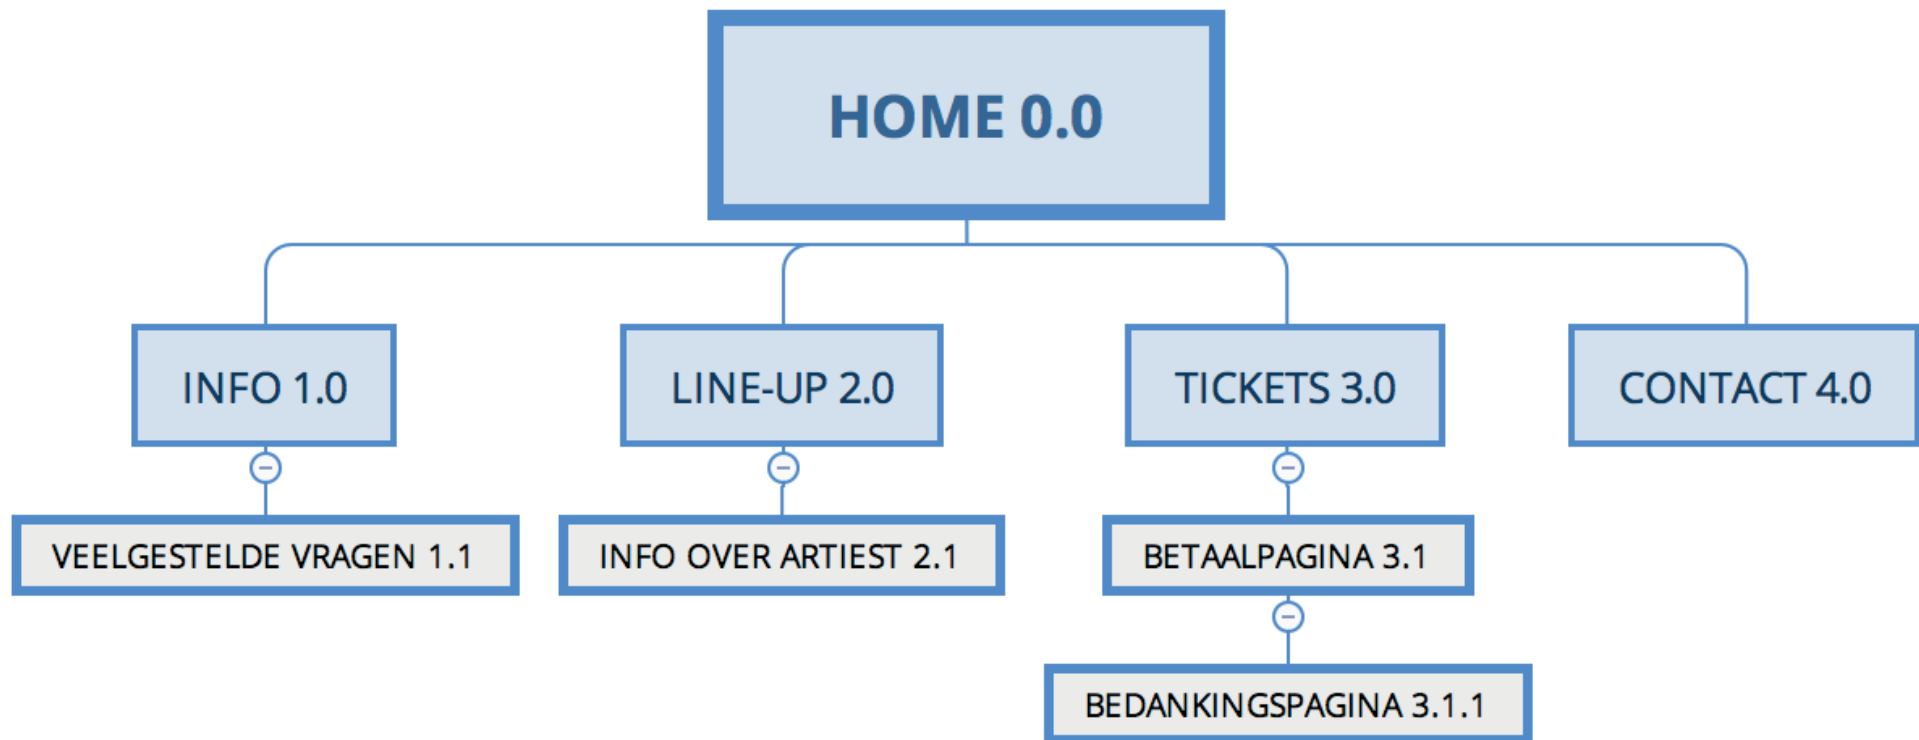 HOME 0.0
INFO 1.0
LINE-UP 2.0
TICKETS 3.0
CONTACT 4.0
VEELGESTELDE VRAGEN 1.1
INFO OVER ARTIEST 2.1
BETAALPAGINA 3.1
BEDANKINGSPAGINA 3.1.1